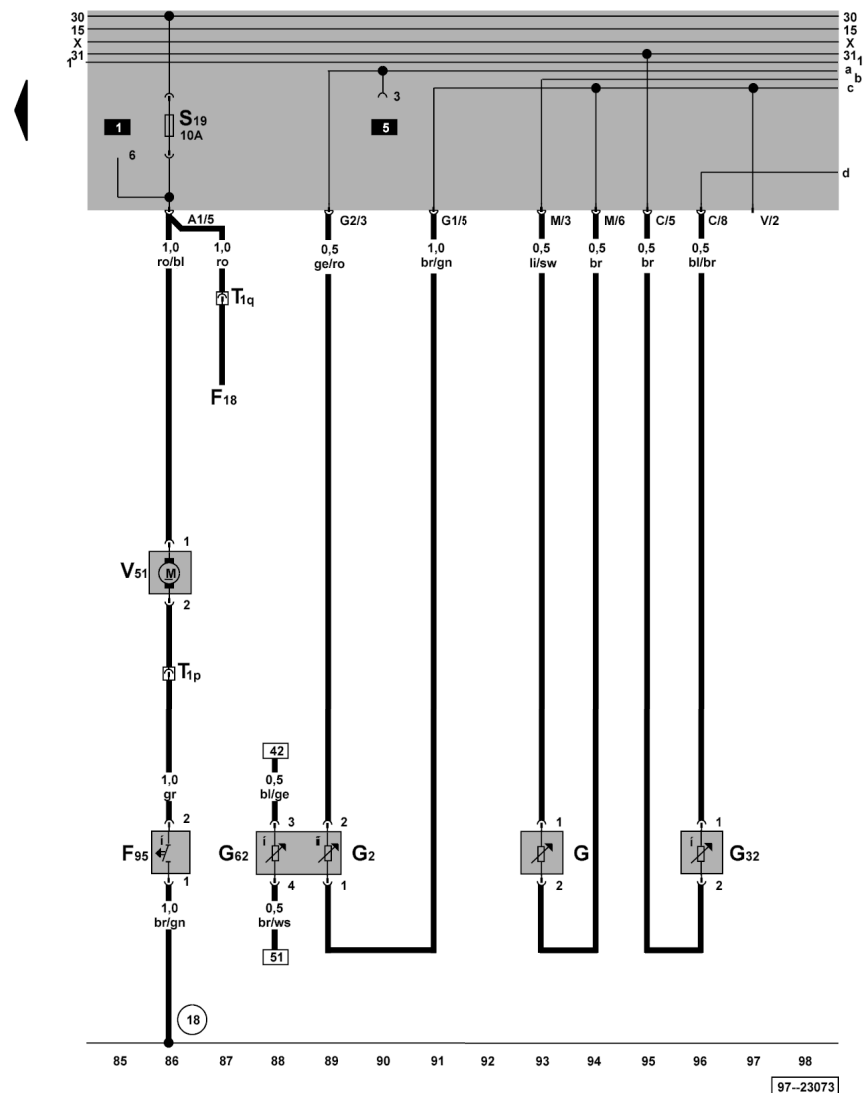 30 30
15 15
X X
31 31
1 1
a
b
c
d
1
6
S19
10A
3
5
A1/5 G2/3 G1/5 M/3 M/6 C/5 C/8 V/2
1,0 1,0 0,5 1,0 0,5 0,5 0,5 0,5
ro/bl ro ge/ro br/gn li/sw br br bl/br
T1q
F18
1
V51
M
2
T1p
42
1,0 0,5
gr bl/ge
2 3 2 1 1
F95 i G62 i G2 G i G32
1 4 1 2 2
1,0 0,5
br/gn br/ws
51
18
85 86 87 88 89 90 91 92 93 94 95 96 97 98
97--23073